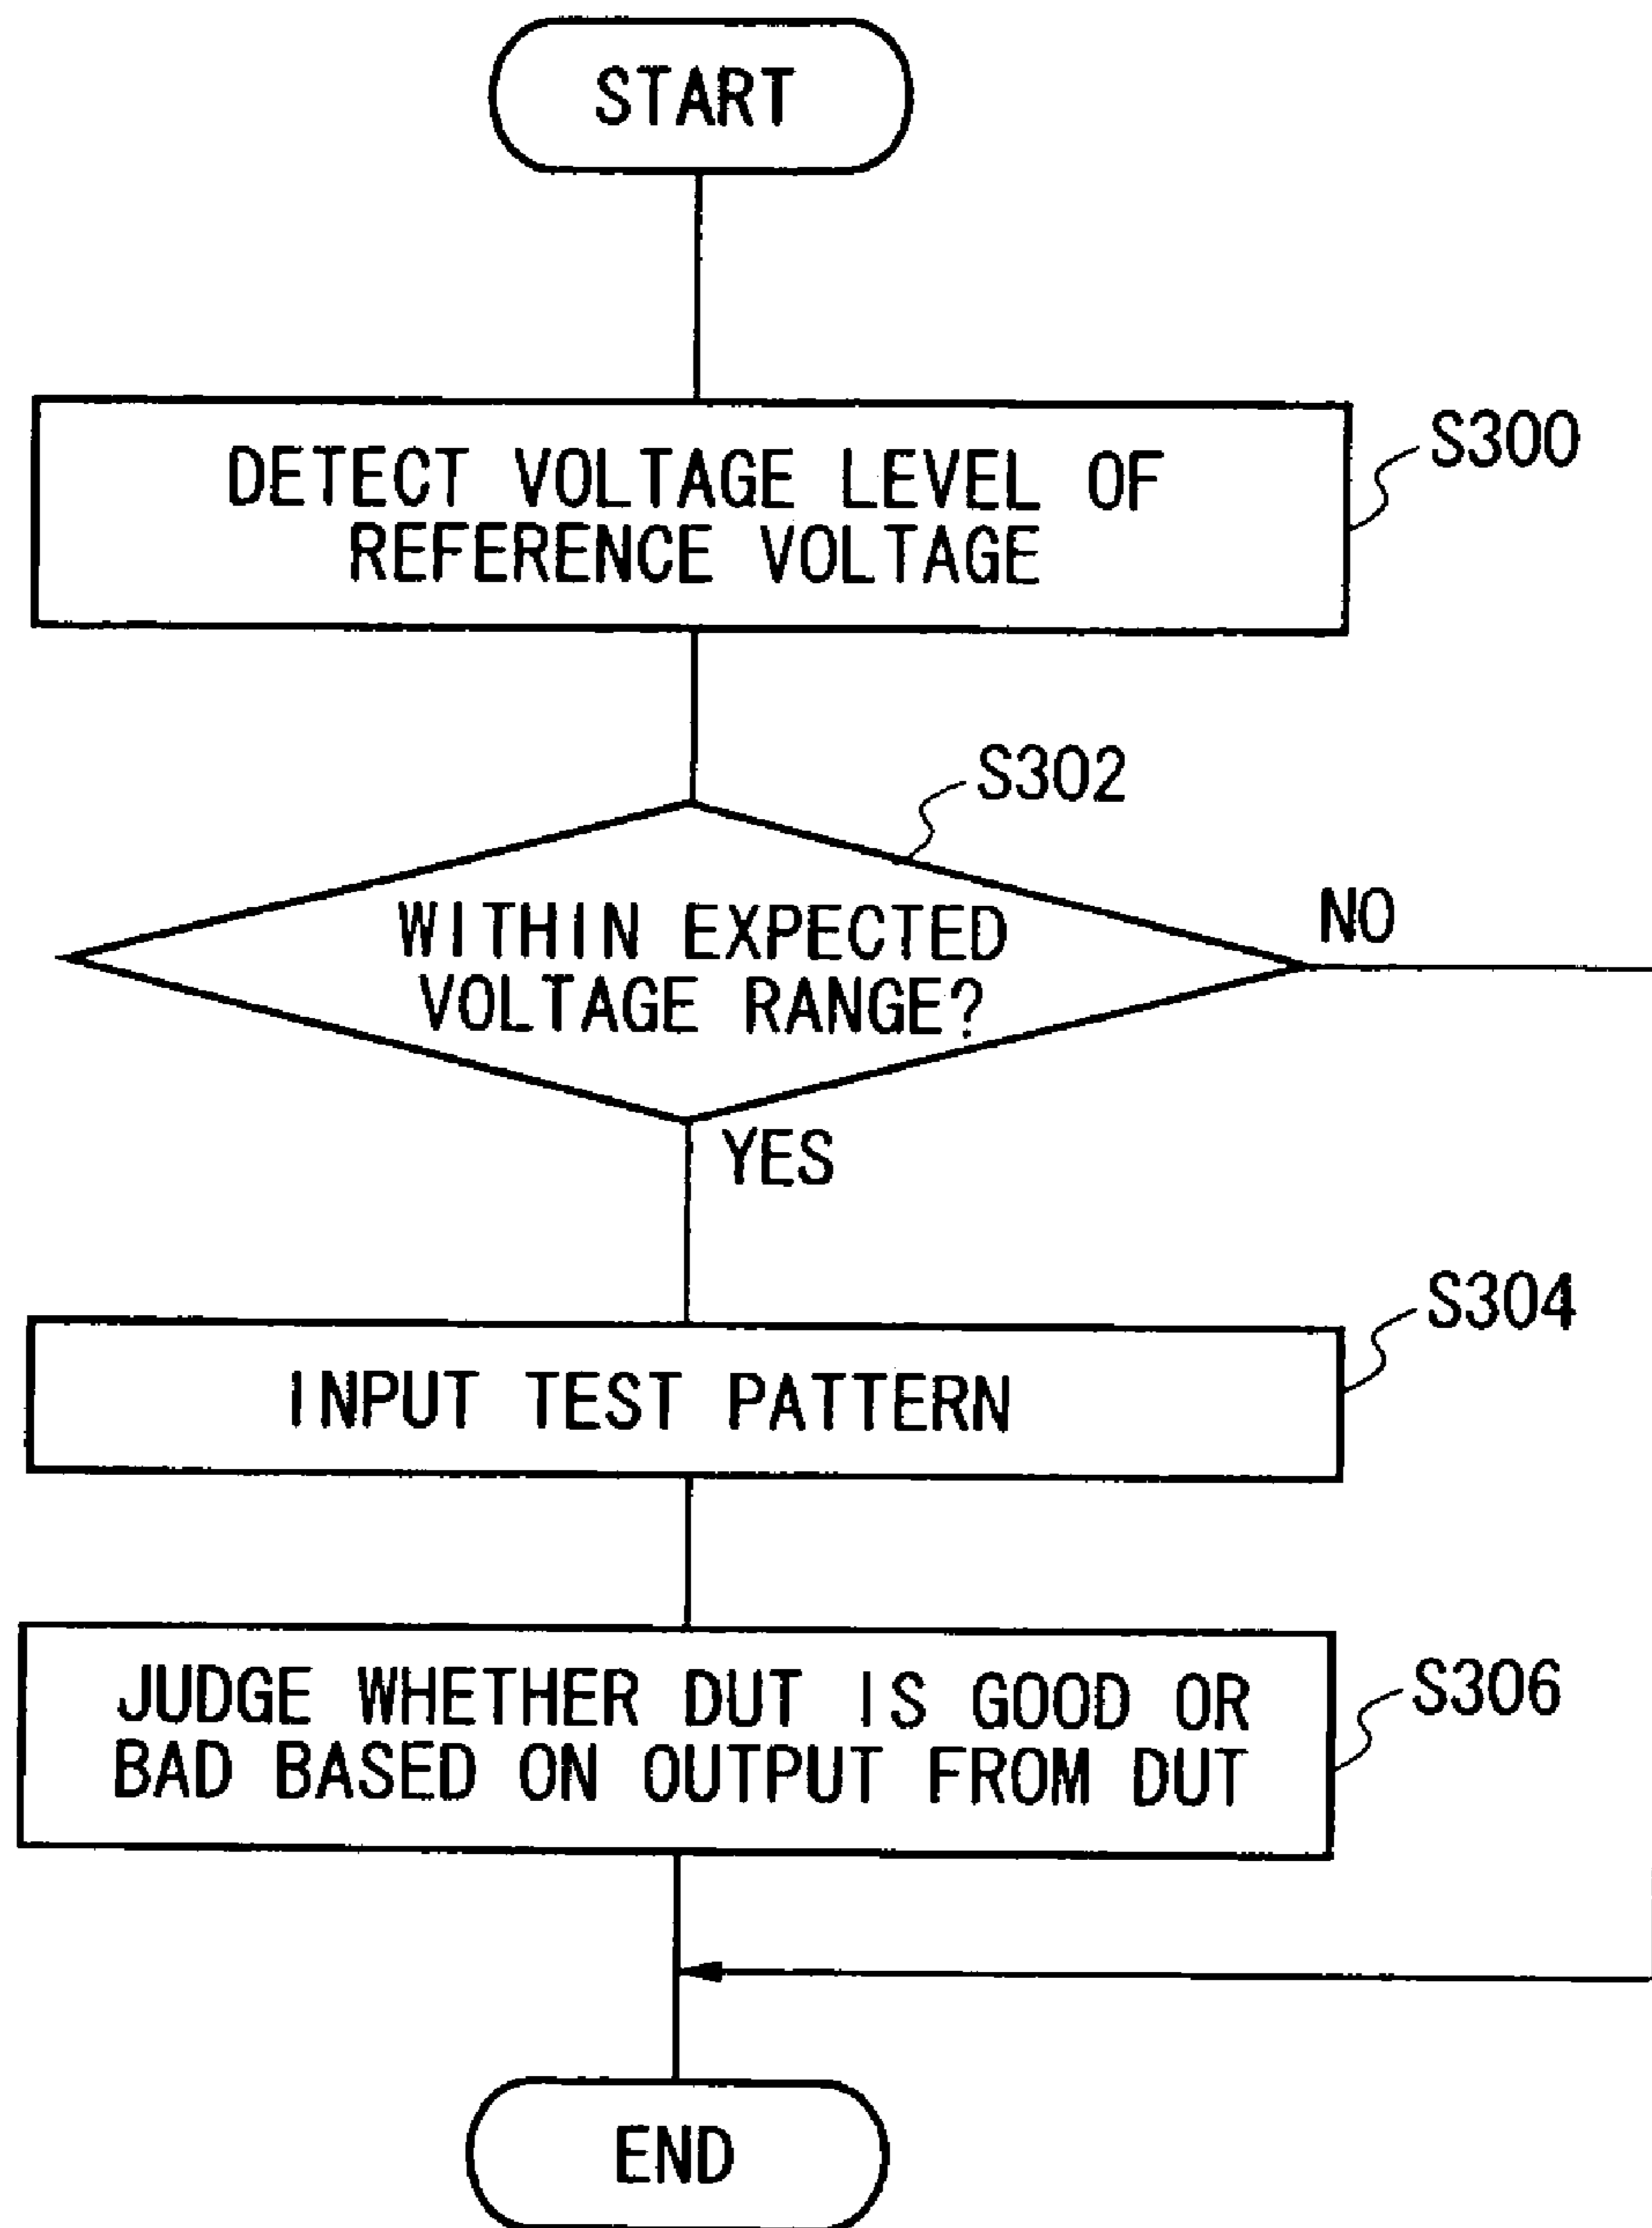 START
DETECT VOLTAGE LEVEL OF
REFERENCE VOLTAGE
S300
S302
WITHIN EXPECTED
VOLTAGE RANGE?
NO
YES
S304
INPUT TEST PATTERN
JUDGE WHETHER DUT IS GOOD OR
BAD BASED ON OUTPUT FROM DUT
S306
END